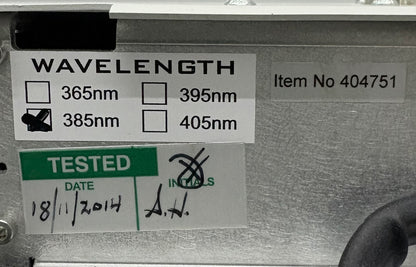 WAVELENGTH
365nm 395nm
385nm 405nm
Item No 404751
TESTED
DATE INITIALS
18/11/2014 A.H.